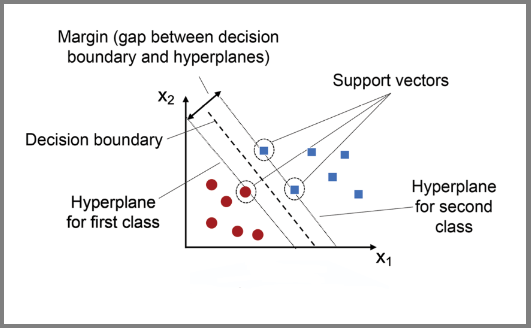 Margin (gap between decision
boundary and hyperplanes)
Support vectors
x₂
Decision boundary
Hyperplane
for first class
Hyperplane
for second
class
x₁